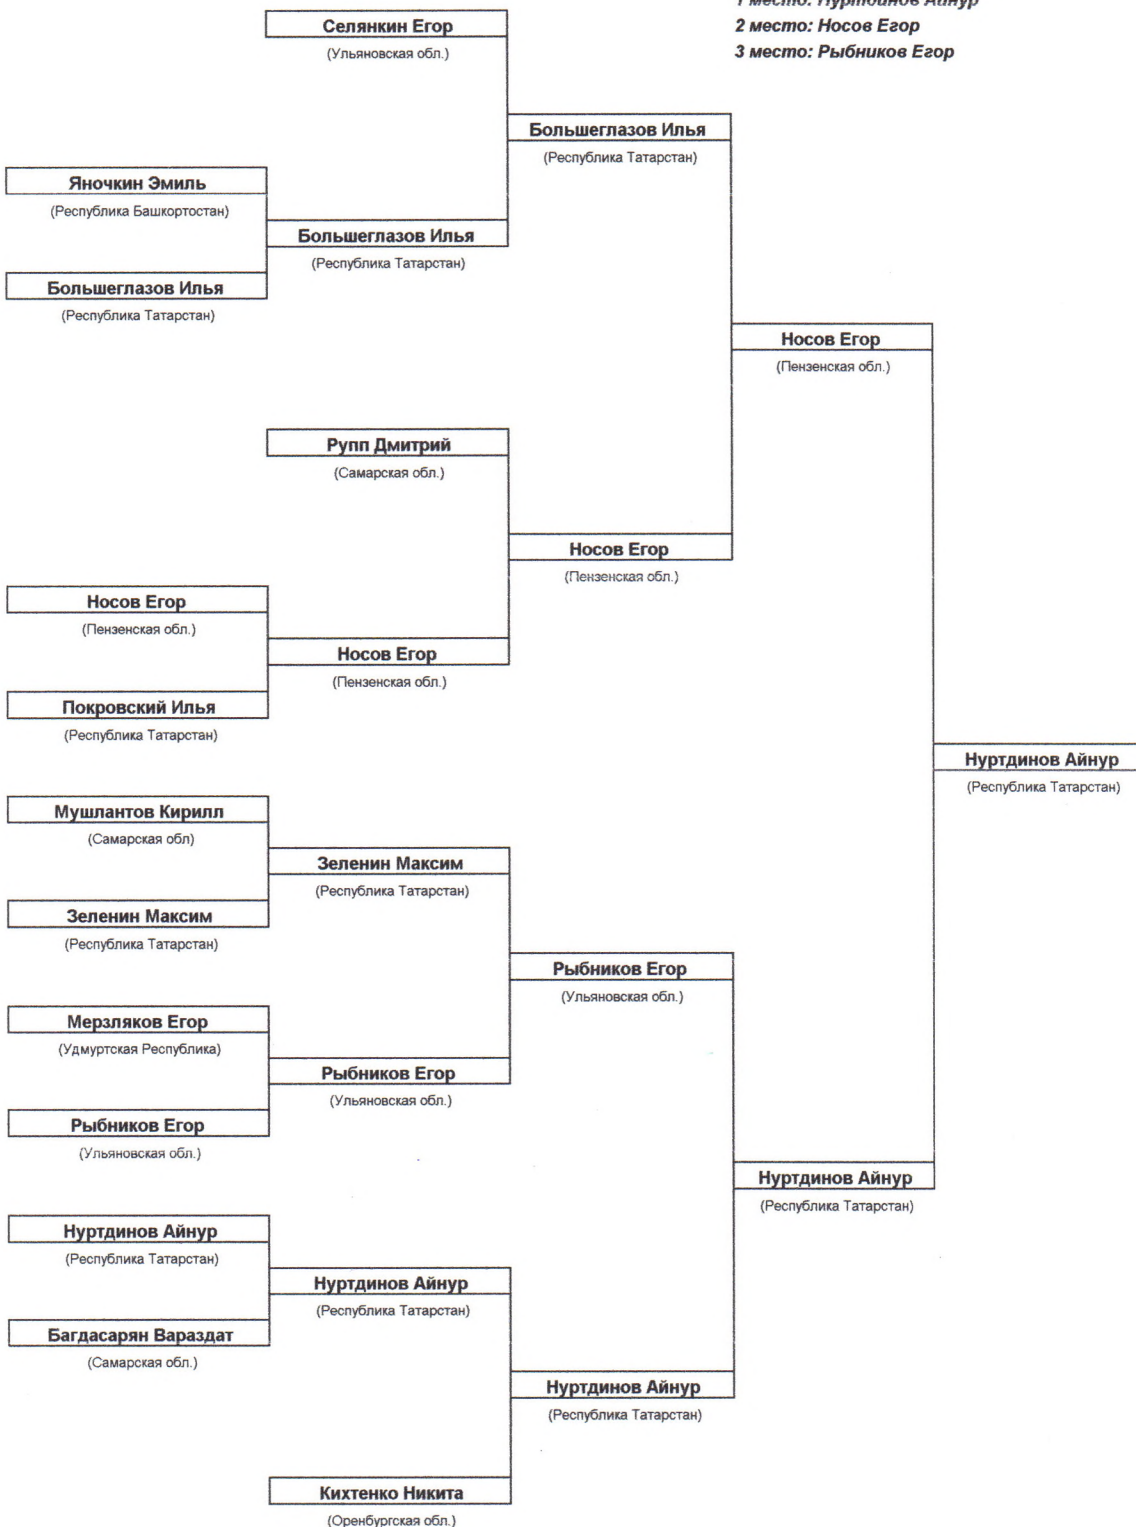 1 место: Нуртдинов Айнур
2 место: Носов Егор
3 место: Рыбников Егор
Селянкин Егор
(Ульяновская обл.)
Большеглазов Илья
(Республика Татарстан)
Яночкин Эмиль
(Республика Башкортостан)
Большеглазов Илья
(Республика Татарстан)
Большеглазов Илья
(Республика Татарстан)
Носов Егор
(Пензенская обл.)
Рупп Дмитрий
(Самарская обл.)
Носов Егор
(Пензенская обл.)
Носов Егор
(Пензенская обл.)
Носов Егор
(Пензенская обл.)
Покровский Илья
(Республика Татарстан)
Нуртдинов Айнур
(Республика Татарстан)
Мушлантов Кирилл
(Самарская обл)
Зеленин Максим
(Республика Татарстан)
Зеленин Максим
(Республика Татарстан)
Рыбников Егор
(Ульяновская обл.)
Мерзляков Егор
(Удмуртская Республика)
Рыбников Егор
(Ульяновская обл.)
Рыбников Егор
(Ульяновская обл.)
Нуртдинов Айнур
(Республика Татарстан)
Нуртдинов Айнур
(Республика Татарстан)
Нуртдинов Айнур
(Республика Татарстан)
Багдасарян Вараздат
(Самарская обл.)
Нуртдинов Айнур
(Республика Татарстан)
Кихтенко Никита
(Оренбургская обл.)